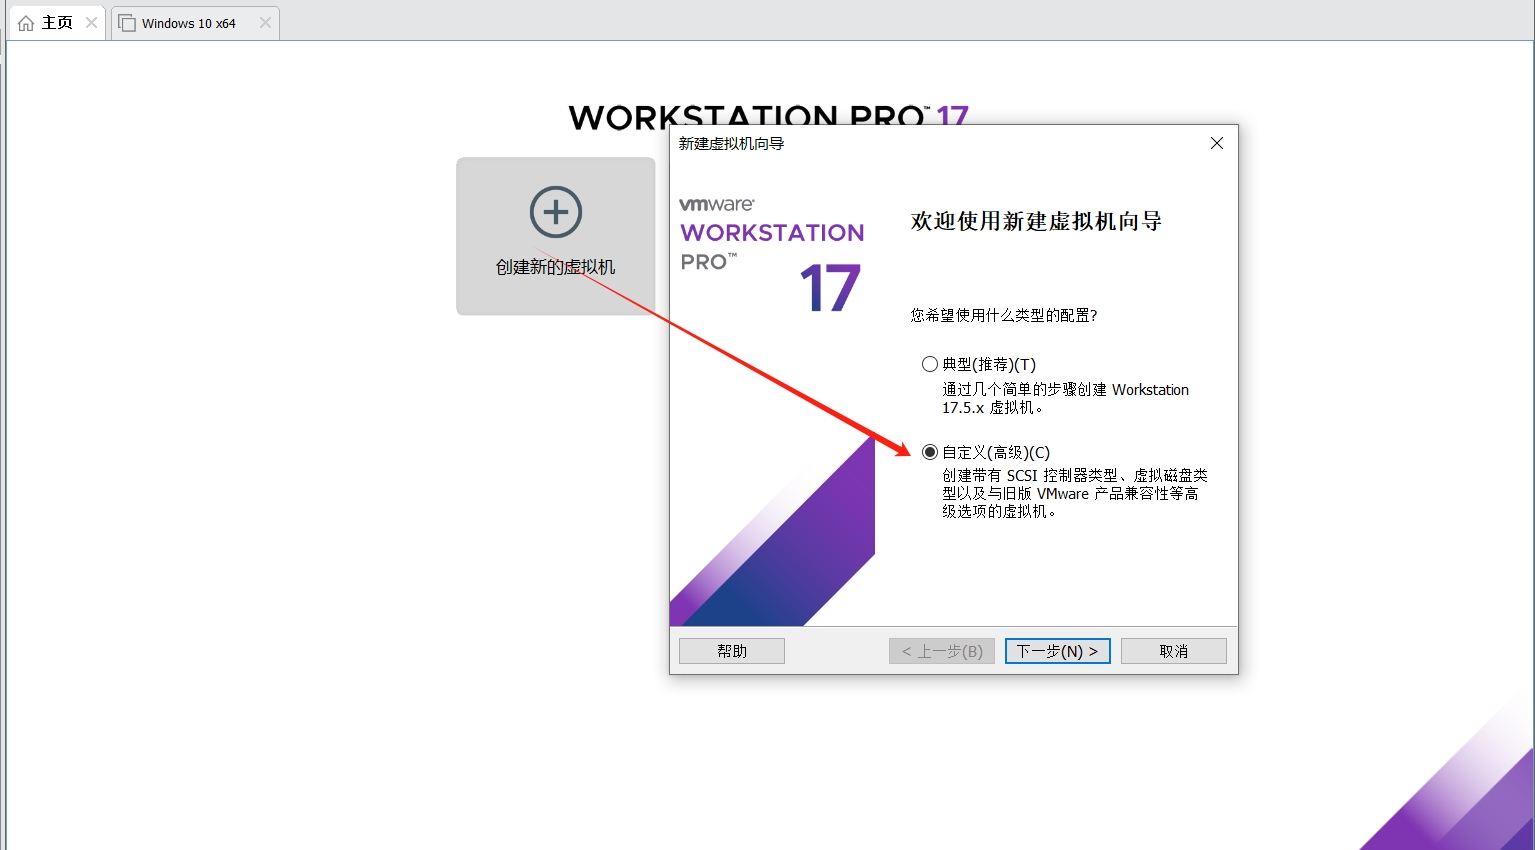 主页
Windows 10 x64
WORKSTATION PRO™ 17
创建新的虚拟机
新建虚拟机向导
vmware®
WORKSTATION
PRO™
17
欢迎使用新建虚拟机向导
您希望使用什么类型的配置?
典型(推荐)(T)
通过几个简单的步骤创建 Workstation
17.5.x 虚拟机。
自定义(高级)(C)
创建带有 SCSI 控制器类型、虚拟磁盘类
型以及与旧版 VMware 产品兼容性等高
级选项的虚拟机。
帮助
< 上一步(B)
下一步(N) >
取消